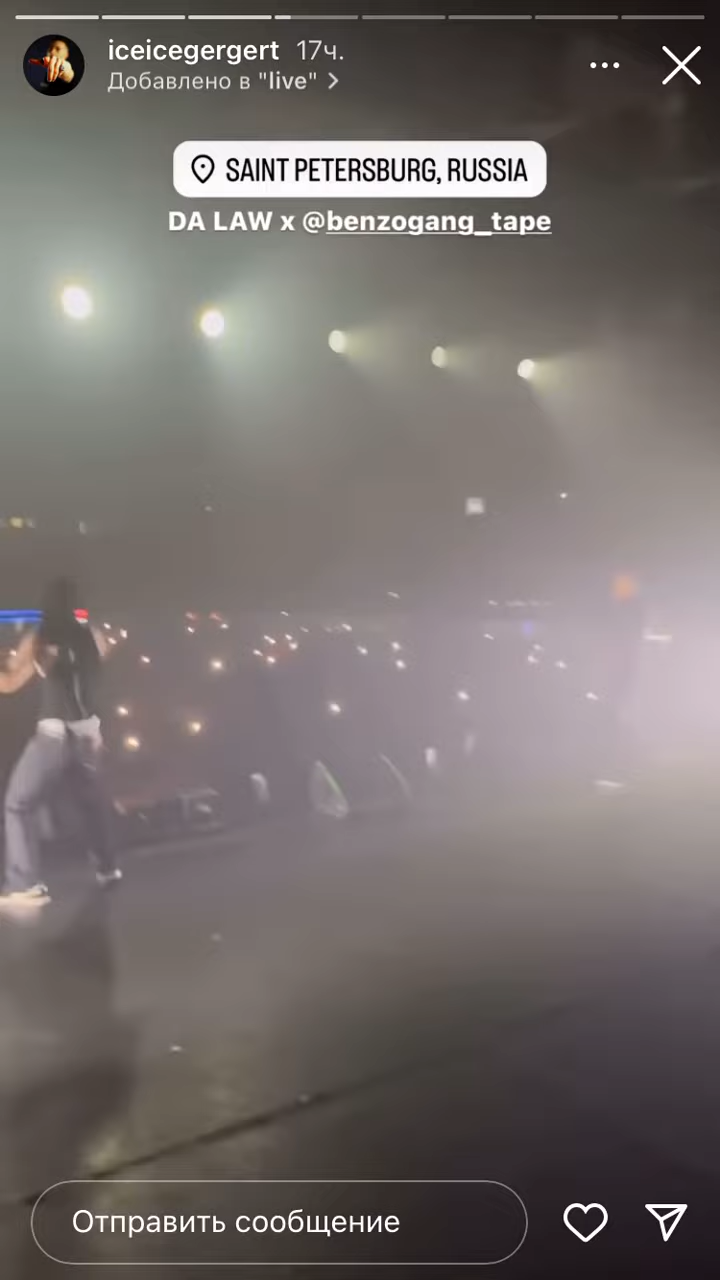 iceicegergert 17ч.
Добавлено в "live"
SAINT PETERSBURG, RUSSIA
DA LAW x @benzogang_tape
Отправить сообщение